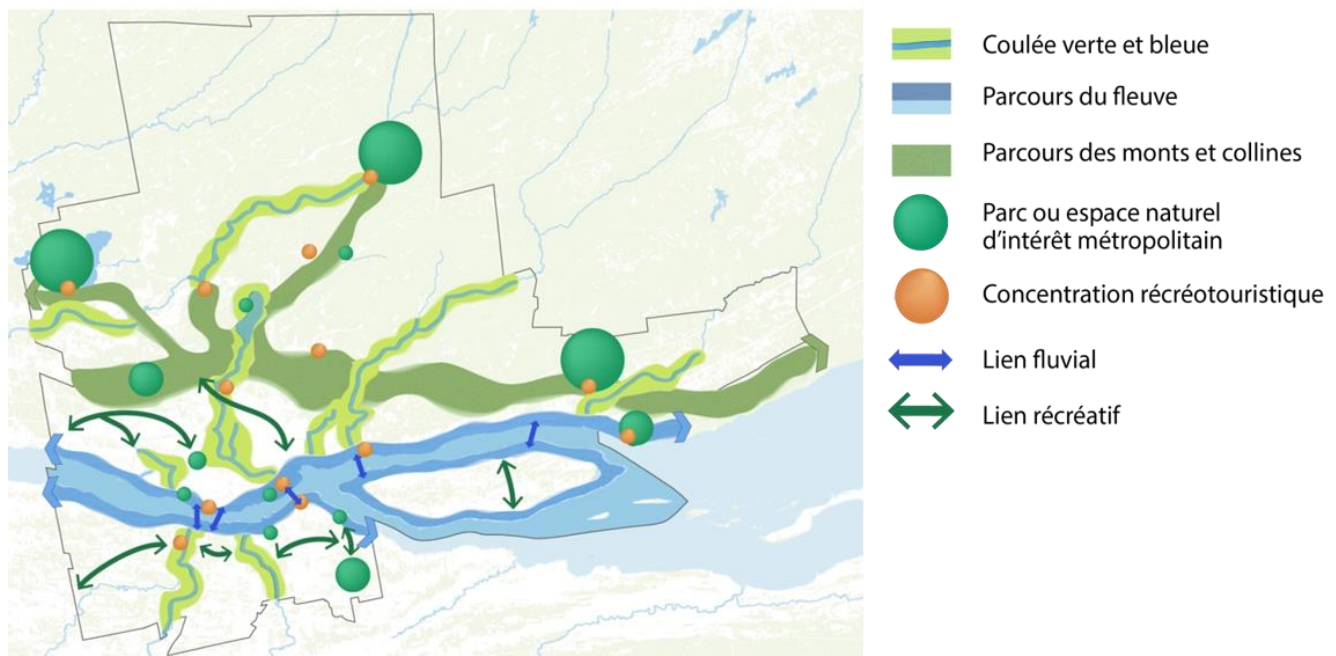 Coulée verte et bleue
Parcours du fleuve
Parcours des monts et collines
Parc ou espace naturel
d'intérêt métropolitain
Concentration récréotouristique
Lien fluvial
Lien récréatif